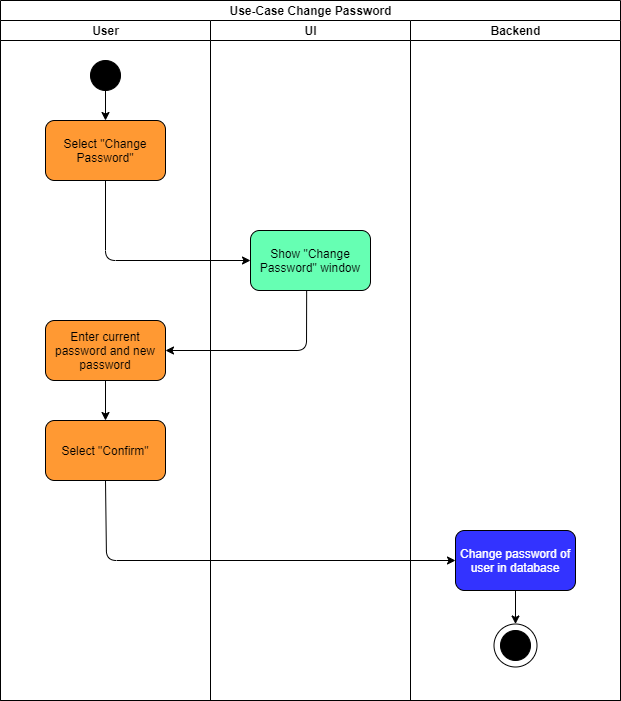 Use-Case Change Password
User
UI
Backend
Select "Change
Password"
Show "Change
Password" window
Enter current
password and new
password
Select "Confirm"
Change password of
user in database